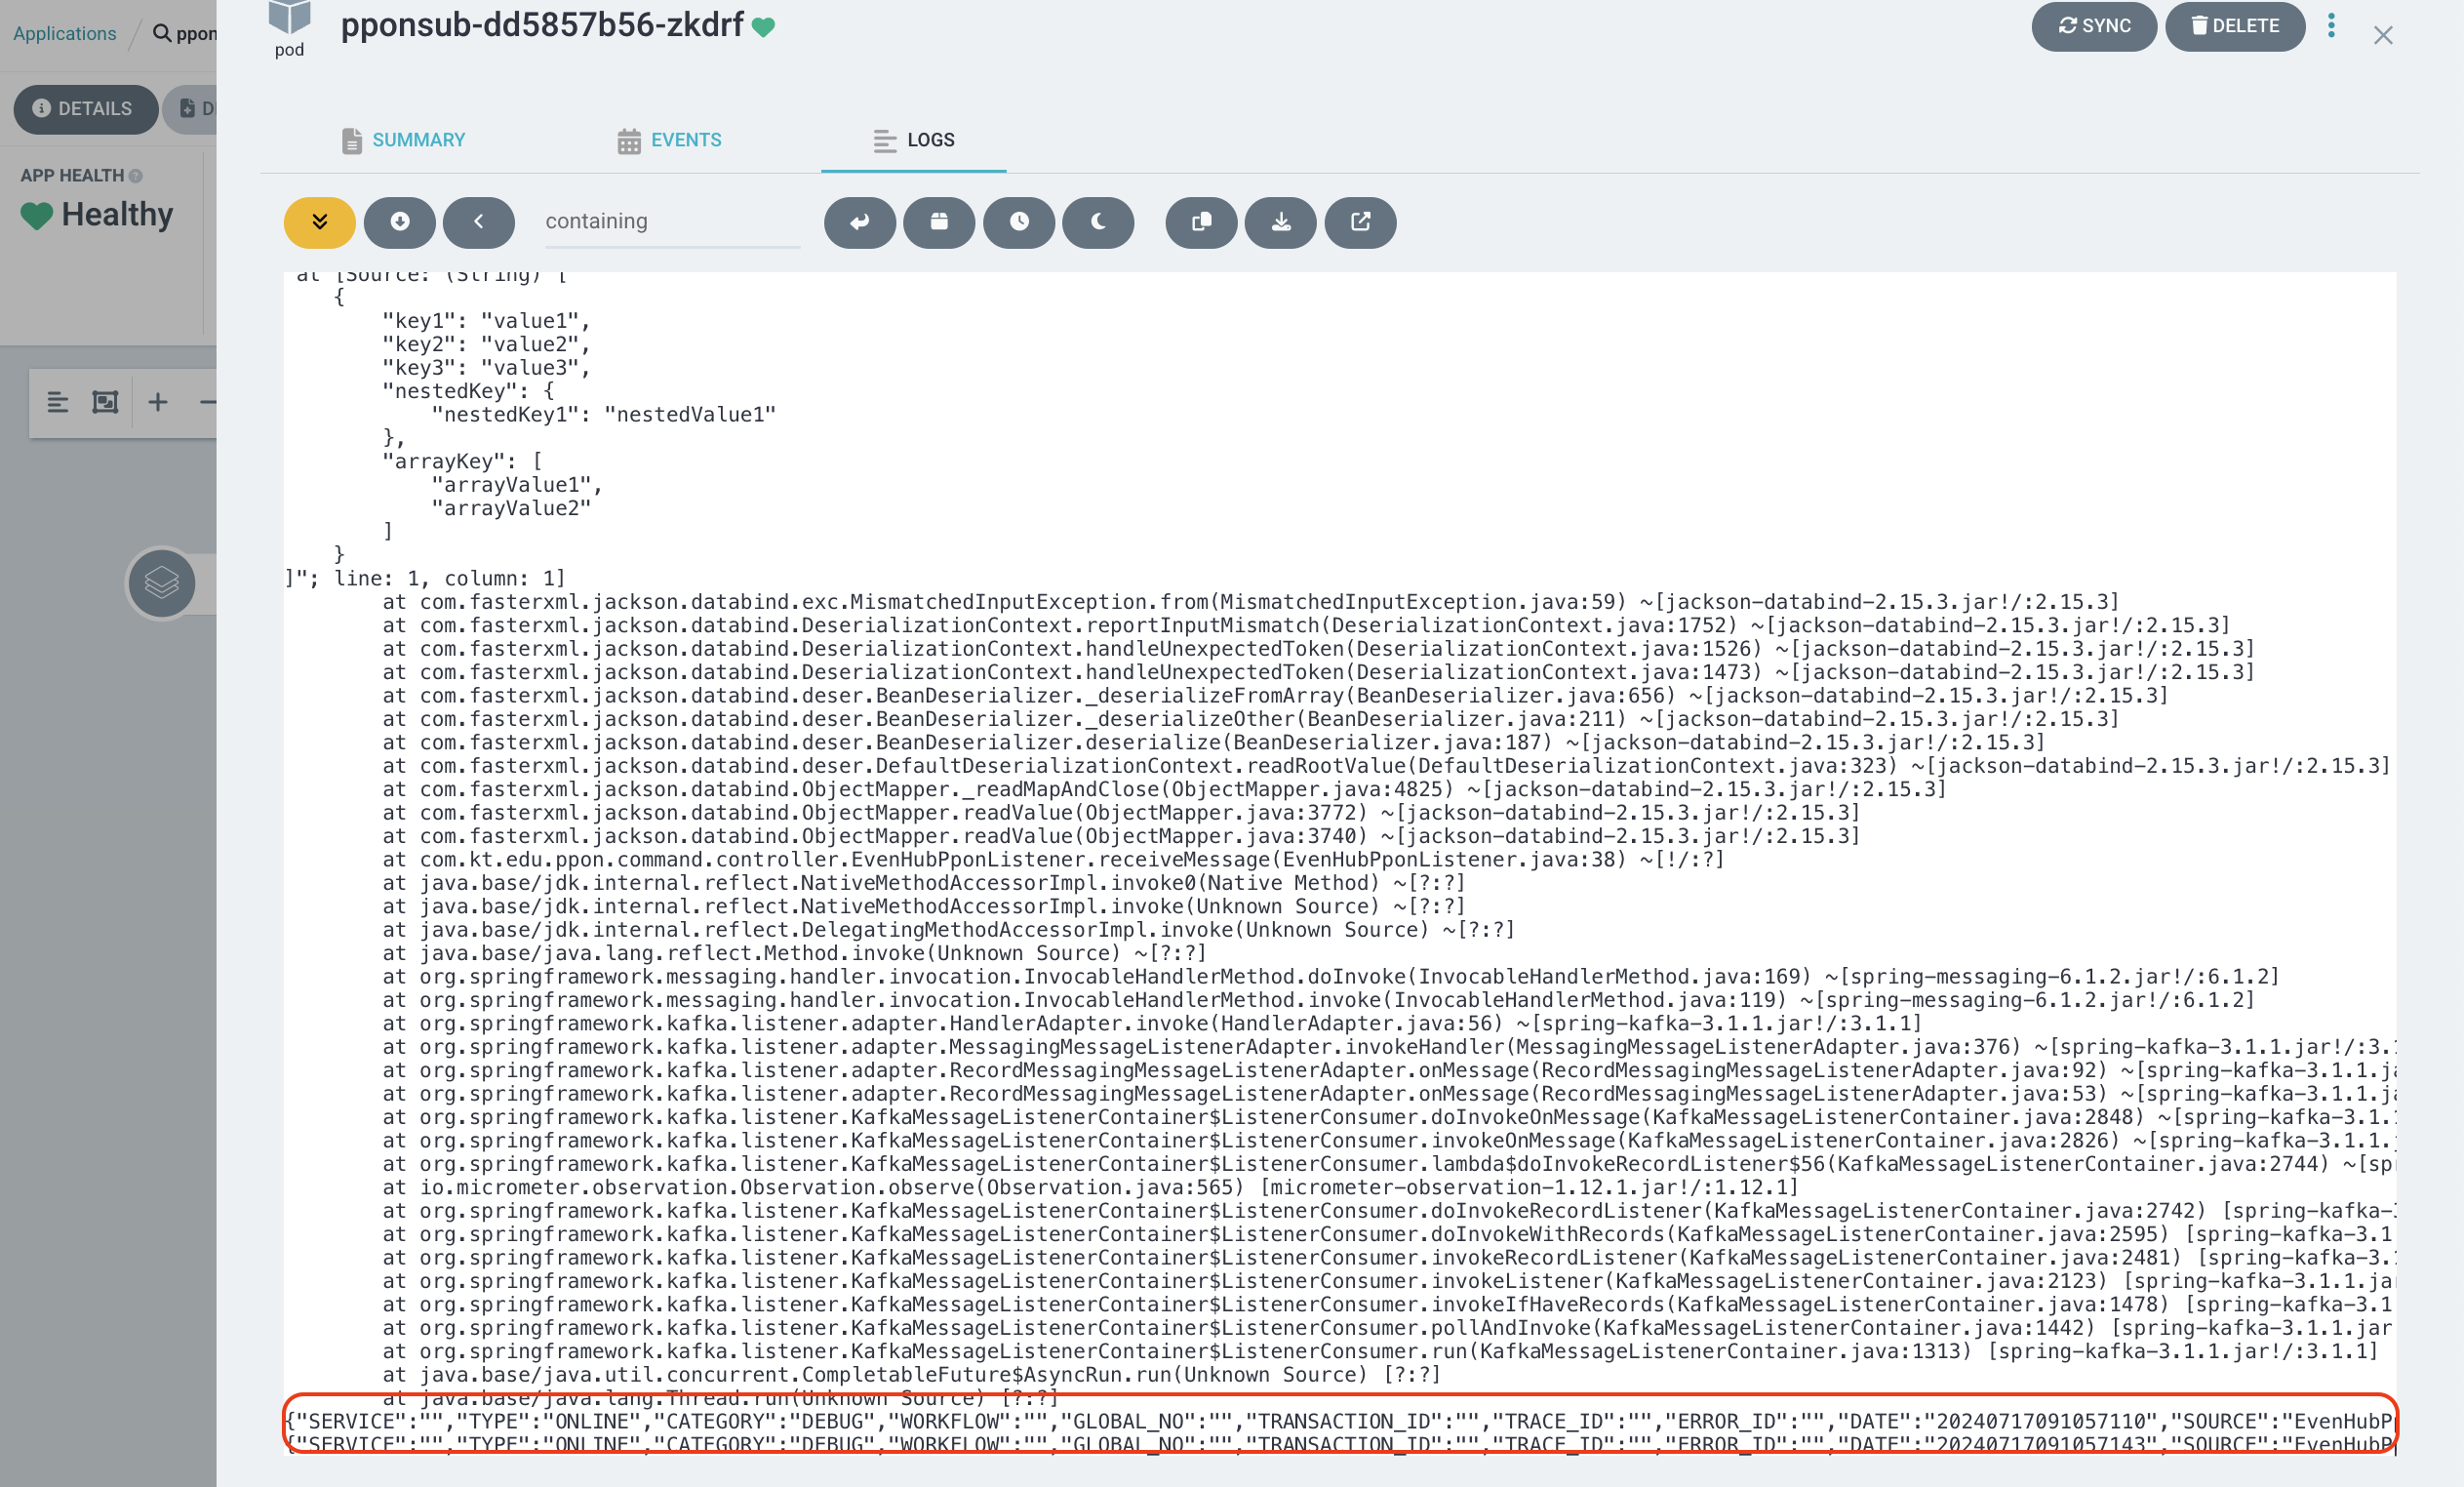 Applications / ppon
pod
pponsub-dd5857b56-zkdrf
SYNC
DELETE
DETAILS
D
SUMMARY
EVENTS
LOGS
APP HEALTH
Healthy
containing
at [Source: (String) [
{
"key1": "value1",
"key2": "value2",
"key3": "value3",
"nestedKey": {
"nestedKey1": "nestedValue1"
},
"arrayKey": [
"arrayValue1",
"arrayValue2"
]
}
]"; line: 1, column: 1]
at com.fasterxml.jackson.databind.exc.MismatchedInputException.from(MismatchedInputException.java:59) ~[jackson-databind-2.15.3.jar!/:2.15.3]
at com.fasterxml.jackson.databind.DeserializationContext.reportInputMismatch(DeserializationContext.java:1752) ~[jackson-databind-2.15.3.jar!/:2.15.3]
at com.fasterxml.jackson.databind.DeserializationContext.handleUnexpectedToken(DeserializationContext.java:1526) ~[jackson-databind-2.15.3.jar!/:2.15.3]
at com.fasterxml.jackson.databind.DeserializationContext.handleUnexpectedToken(DeserializationContext.java:1473) ~[jackson-databind-2.15.3.jar!/:2.15.3]
at com.fasterxml.jackson.databind.deser.BeanDeserializer._deserializeFromArray(BeanDeserializer.java:656) ~[jackson-databind-2.15.3.jar!/:2.15.3]
at com.fasterxml.jackson.databind.deser.BeanDeserializer._deserializeOther(BeanDeserializer.java:211) ~[jackson-databind-2.15.3.jar!/:2.15.3]
at com.fasterxml.jackson.databind.deser.BeanDeserializer.deserialize(BeanDeserializer.java:187) ~[jackson-databind-2.15.3.jar!/:2.15.3]
at com.fasterxml.jackson.databind.deser.DefaultDeserializationContext.readRootValue(DefaultDeserializationContext.java:323) ~[jackson-databind-2.15.3.jar!/:2.15.3]
at com.fasterxml.jackson.databind.ObjectMapper._readMapAndClose(ObjectMapper.java:4825) ~[jackson-databind-2.15.3.jar!/:2.15.3]
at com.fasterxml.jackson.databind.ObjectMapper.readValue(ObjectMapper.java:3772) ~[jackson-databind-2.15.3.jar!/:2.15.3]
at com.fasterxml.jackson.databind.ObjectMapper.readValue(ObjectMapper.java:3740) ~[jackson-databind-2.15.3.jar!/:2.15.3]
at com.kt.edu.ppon.command.controller.EvenHubPponListener.receiveMessage(EvenHubPponListener.java:38) ~[!/:?]
at java.base/jdk.internal.reflect.NativeMethodAccessorImpl.invoke0(Native Method) ~[?:?]
at java.base/jdk.internal.reflect.NativeMethodAccessorImpl.invoke(Unknown Source) ~[?:?]
at java.base/jdk.internal.reflect.DelegatingMethodAccessorImpl.invoke(Unknown Source) ~[?:?]
at java.base/java.lang.reflect.Method.invoke(Unknown Source) ~[?:?]
at org.springframework.messaging.handler.invocation.InvocableHandlerMethod.doInvoke(InvocableHandlerMethod.java:169) ~[spring-messaging-6.1.2.jar!/:6.1.2]
at org.springframework.messaging.handler.invocation.InvocableHandlerMethod.invoke(InvocableHandlerMethod.java:119) ~[spring-messaging-6.1.2.jar!/:6.1.2]
at org.springframework.kafka.listener.adapter.HandlerAdapter.invoke(HandlerAdapter.java:56) ~[spring-kafka-3.1.1.jar!/:3.1.1]
at org.springframework.kafka.listener.adapter.MessagingMessageListenerAdapter.invokeHandler(MessagingMessageListenerAdapter.java:376) ~[spring-kafka-3.1.1.jar!/:3.1
at org.springframework.kafka.listener.adapter.RecordMessagingMessageListenerAdapter.onMessage(RecordMessagingMessageListenerAdapter.java:92) ~[spring-kafka-3.1.1.ja
at org.springframework.kafka.listener.adapter.RecordMessagingMessageListenerAdapter.onMessage(RecordMessagingMessageListenerAdapter.java:53) ~[spring-kafka-3.1.1.ja
at org.springframework.kafka.listener.KafkaMessageListenerContainer$ListenerConsumer.doInvokeOnMessage(KafkaMessageListenerContainer.java:2848) ~[spring-kafka-3.1.1
at org.springframework.kafka.listener.KafkaMessageListenerContainer$ListenerConsumer.invokeOnMessage(KafkaMessageListenerContainer.java:2826) ~[spring-kafka-3.1.1.
at org.springframework.kafka.listener.KafkaMessageListenerContainer$ListenerConsumer.lambda$doInvokeRecordListener$56(KafkaMessageListenerContainer.java:2744) ~[sp
at io.micrometer.observation.Observation.observe(Observation.java:565) [micrometer-observation-1.12.1.jar!/:1.12.1]
at org.springframework.kafka.listener.KafkaMessageListenerContainer$ListenerConsumer.doInvokeRecordListener(KafkaMessageListenerContainer.java:2742) [spring-kafka-3
at org.springframework.kafka.listener.KafkaMessageListenerContainer$ListenerConsumer.doInvokeWithRecords(KafkaMessageListenerContainer.java:2595) [spring-kafka-3.1
at org.springframework.kafka.listener.KafkaMessageListenerContainer$ListenerConsumer.invokeRecordListener(KafkaMessageListenerContainer.java:2481) [spring-kafka-3.1
at org.springframework.kafka.listener.KafkaMessageListenerContainer$ListenerConsumer.invokeListener(KafkaMessageListenerContainer.java:2123) [spring-kafka-3.1.1.ja
at org.springframework.kafka.listener.KafkaMessageListenerContainer$ListenerConsumer.invokeIfHaveRecords(KafkaMessageListenerContainer.java:1478) [spring-kafka-3.1
at org.springframework.kafka.listener.KafkaMessageListenerContainer$ListenerConsumer.pollAndInvoke(KafkaMessageListenerContainer.java:1442) [spring-kafka-3.1.1.jar
at org.springframework.kafka.listener.KafkaMessageListenerContainer$ListenerConsumer.run(KafkaMessageListenerContainer.java:1313) [spring-kafka-3.1.1.jar!/:3.1.1]
at java.base/java.util.concurrent.CompletableFuture$AsyncRun.run(Unknown Source) [?:?]
at java.base/java.lang.Thread.run(Unknown Source) [?:?]
{"SERVICE":"","TYPE":"ONLINE","CATEGORY":"DEBUG","WORKFLOW":"","GLOBAL_NO":"","TRANSACTION_ID":"","TRACE_ID":"","ERROR_ID":"","DATE":"20240717091057110","SOURCE":"EvenHubP
{"SERVICE":"","TYPE":"ONLINE","CATEGORY":"DEBUG","WORKFLOW":"","GLOBAL_NO":"","TRANSACTION_ID":"","TRACE_ID":"","ERROR_ID":"","DATE":"20240717091057143","SOURCE":"EvenHubP